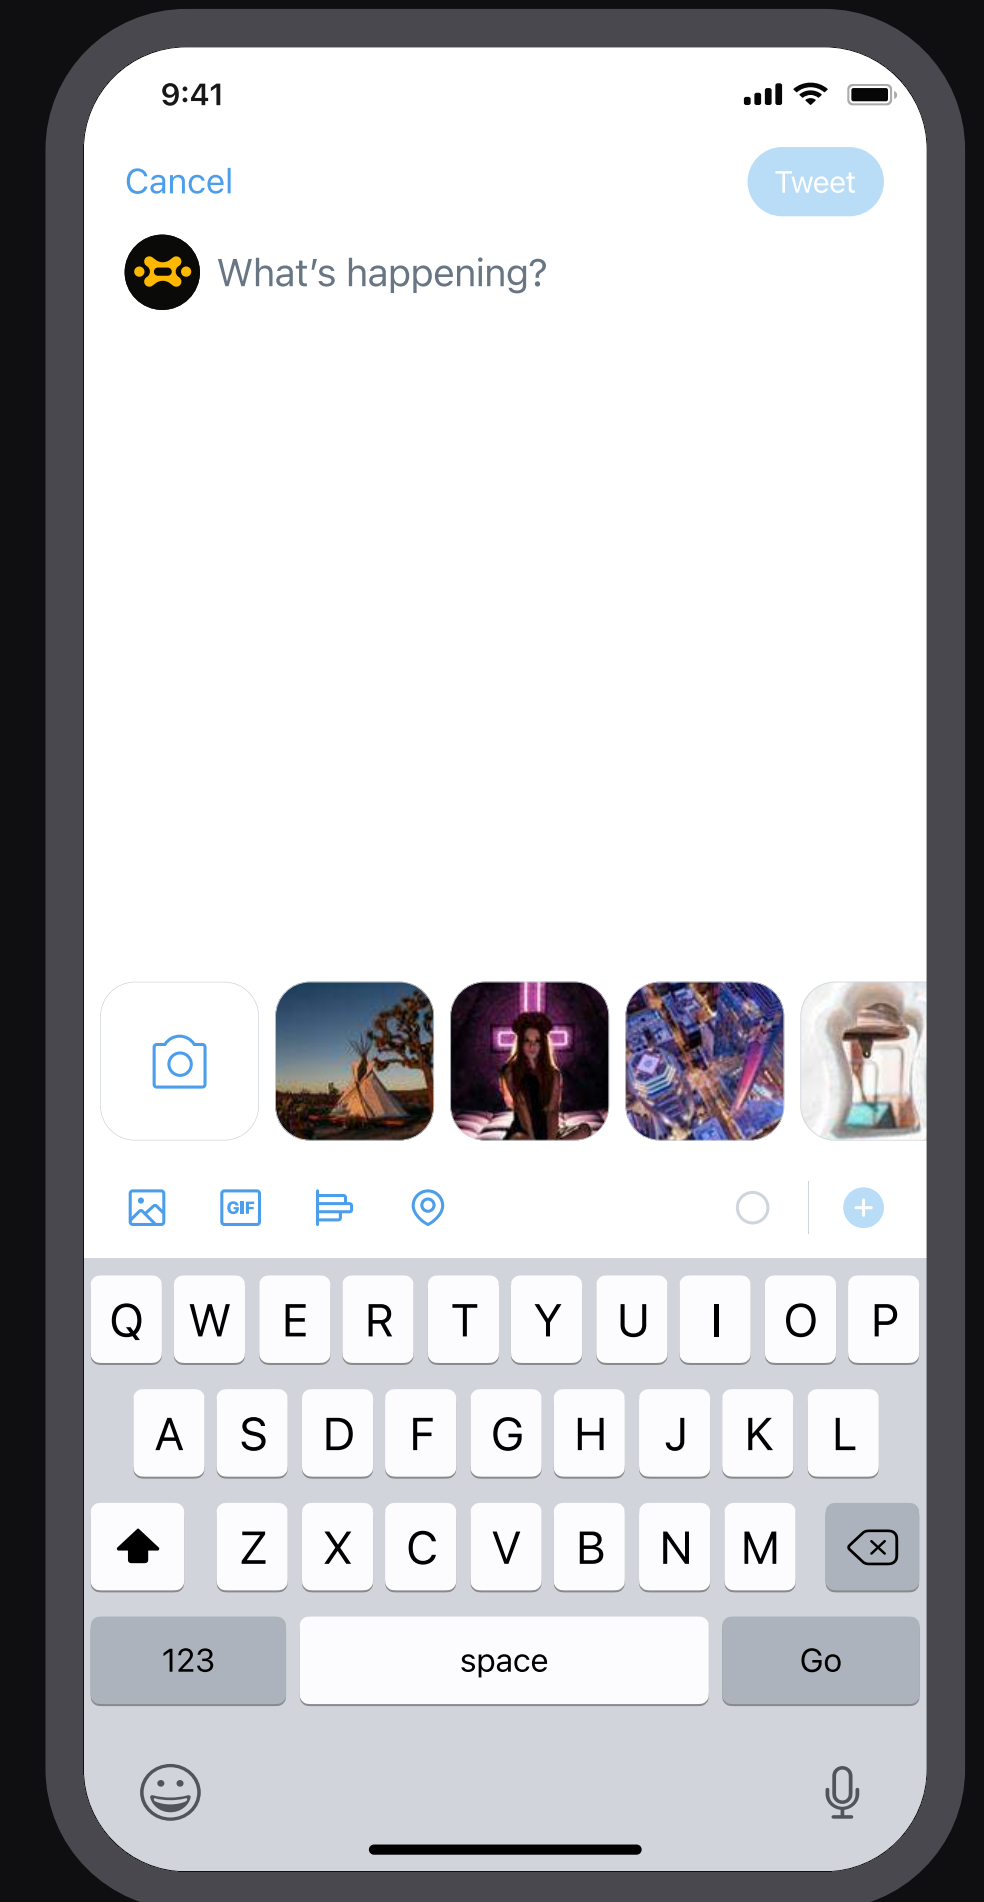 9:41
Cancel
Tweet
What's happening?
GIF
Q W E R T Y U I O P
A S D F G H J K L
Z X C V B N M
123
space
Go